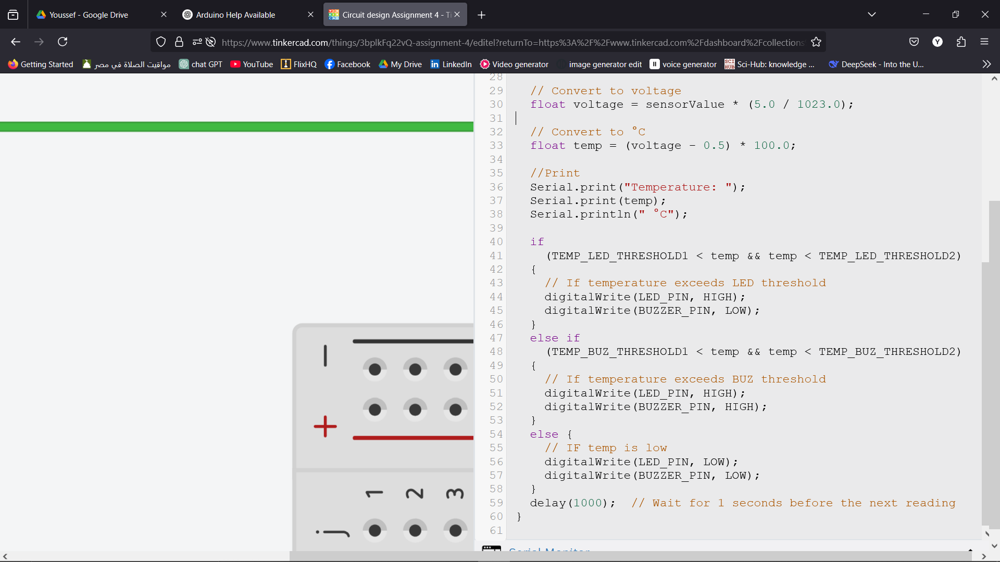 Youssef - Google Drive
Arduino Help Available
Circuit design Assignment 4 - Ti
https://www.tinkercad.com/things/3bplkFq22vQ-assignment-4/editel?returnTo=https%3A%2F%2Fwww.tinkercad.com%2Fdashboard%2Fcollections
Y
Getting Started
مواقيت الصلاة في مصر
chat GPT
YouTube
FlixHQ
Facebook
My Drive
LinkedIn
Video generator
image generator edit
voice generator
Sci-Hub: knowledge ...
DeepSeek - Into the U...
28
29 // Convert to voltage
30 float voltage = sensorValue * (5.0 / 1023.0);
31
32 // Convert to °C
33 float temp = (voltage - 0.5) * 100.0;
34
35 //Print
36 Serial.print("Temperature: ");
37 Serial.print(temp);
38 Serial.println(" °C");
39
40 if
41 (TEMP_LED_THRESHOLD1 < temp && temp < TEMP_LED_THRESHOLD2)
42 {
43 // If temperature exceeds LED threshold
44 digitalWrite(LED_PIN, HIGH);
45 digitalWrite(BUZZER_PIN, LOW);
46 }
47 else if
48 (TEMP_BUZ_THRESHOLD1 < temp && temp < TEMP_BUZ_THRESHOLD2)
49 {
50 // If temperature exceeds BUZ threshold
51 digitalWrite(LED_PIN, HIGH);
52 digitalWrite(BUZZER_PIN, HIGH);
53 }
54 else {
55 // IF temp is low
56 digitalWrite(LED_PIN, LOW);
57 digitalWrite(BUZZER_PIN, LOW);
58 }
59 delay(1000); // Wait for 1 seconds before the next reading
60 }
61
Serial Monitor
1 2 3
j